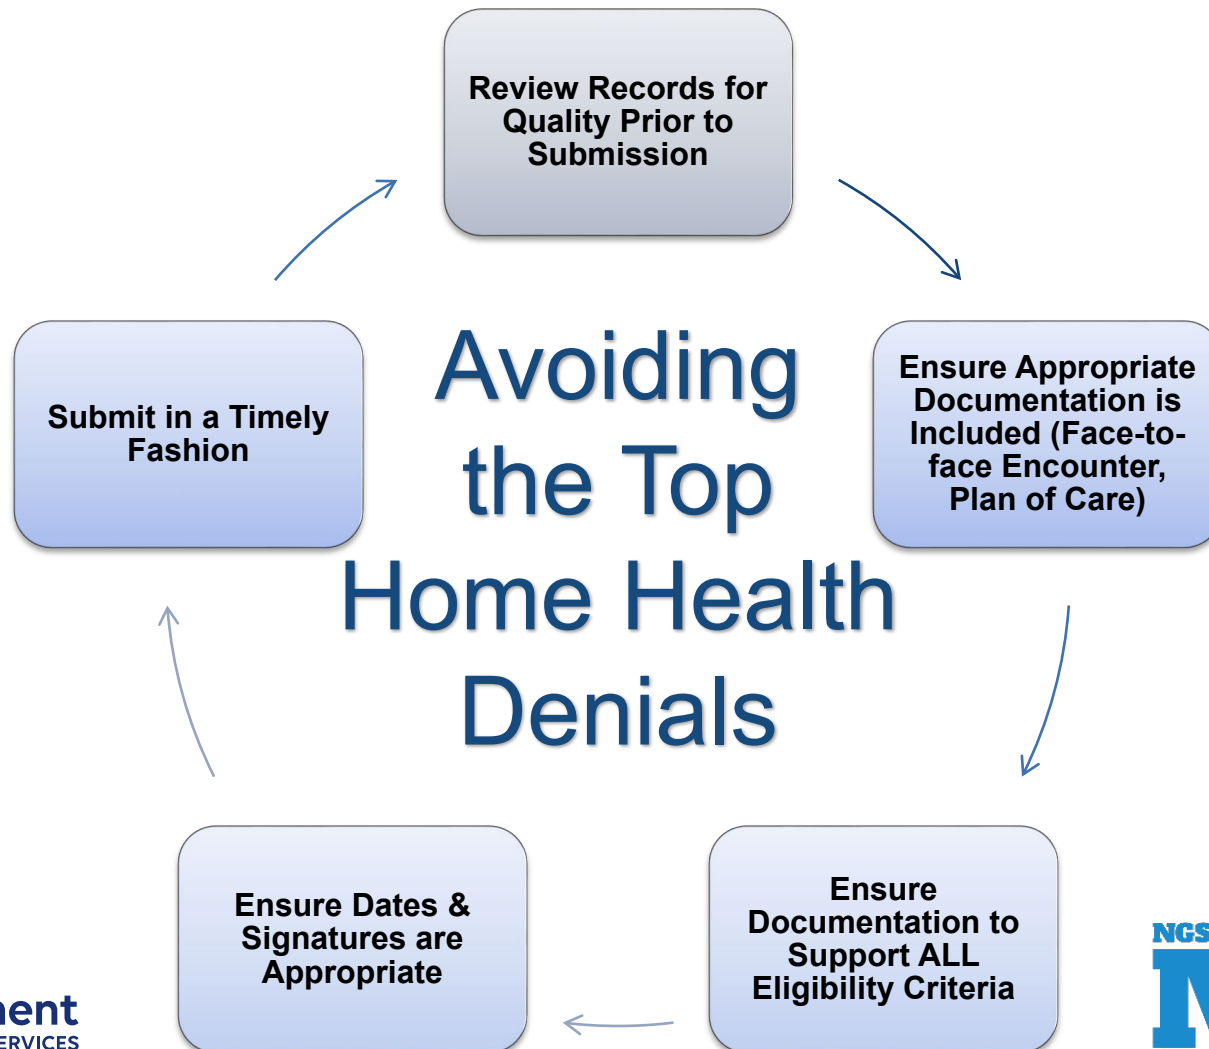 Review Records for
Quality Prior to
Submission
Avoiding
the Top
Home Health
Denials
Ensure Appropriate
Documentation is
Included (Face-to-
face Encounter,
Plan of Care)
Ensure
Documentation to
Support ALL
Eligibility Criteria
Ensure Dates &
Signatures are
Appropriate
Submit in a Timely
Fashion
NGS